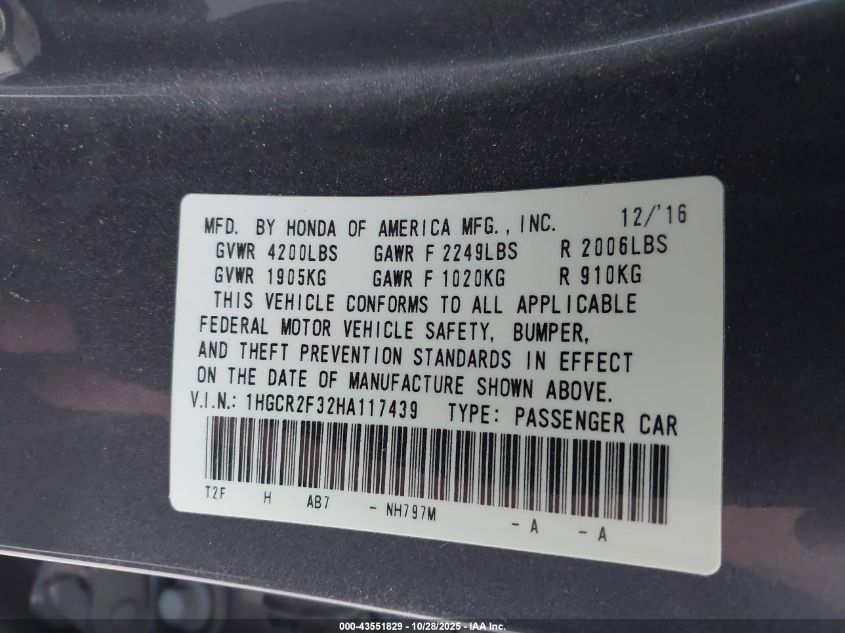 MFD. BY HONDA OF AMERICA MFG., INC. 12/'16
GVWR 4200LBS GAWR F 2249LBS R 2006LBS
GVWR 1905KG GAWR F 1020KG R 910KG
THIS VEHICLE CONFORMS TO ALL APPLICABLE
FEDERAL MOTOR VEHICLE SAFETY, BUMPER,
AND THEFT PREVENTION STANDARDS IN EFFECT
ON THE DATE OF MANUFACTURE SHOWN ABOVE.
V.I.N.: 1HGCR2F32HA117439 TYPE: PASSENGER CAR
T2F H AB7 - NH797M - A - A
000-43551829 - 10/28/2025 - IAA Inc.